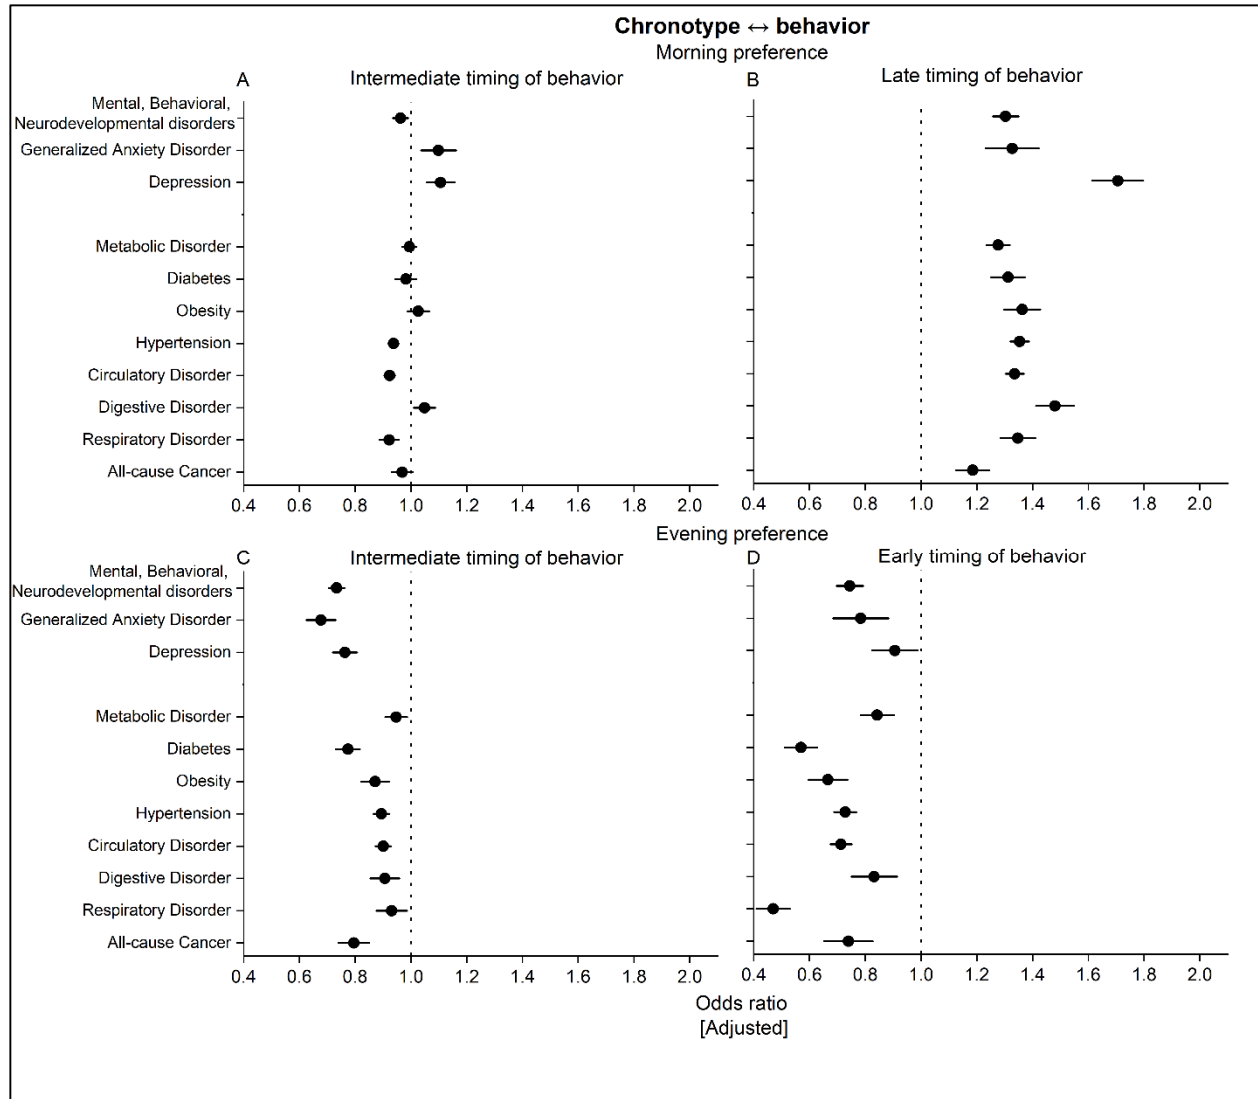 Chronotype ↔ behavior
Morning preference
A
Intermediate timing of behavior
B
Late timing of behavior
Mental, Behavioral,
Neurodevelopmental disorders
Generalized Anxiety Disorder
Depression
Metabolic Disorder
Diabetes
Obesity
Hypertension
Circulatory Disorder
Digestive Disorder
Respiratory Disorder
All-cause Cancer
0.4 0.6 0.8 1.0 1.2 1.4 1.6 1.8 2.0
0.4 0.6 0.8 1.0 1.2 1.4 1.6 1.8 2.0
Evening preference
C
Intermediate timing of behavior
D
Early timing of behavior
Mental, Behavioral,
Neurodevelopmental disorders
Generalized Anxiety Disorder
Depression
Metabolic Disorder
Diabetes
Obesity
Hypertension
Circulatory Disorder
Digestive Disorder
Respiratory Disorder
All-cause Cancer
0.4 0.6 0.8 1.0 1.2 1.4 1.6 1.8 2.0
0.4 0.6 0.8 1.0 1.2 1.4 1.6 1.8 2.0
Odds ratio
[Adjusted]